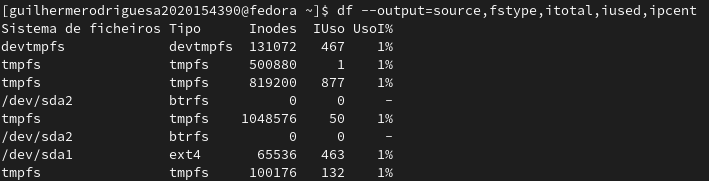 [guilhermerodriguesa2020154390@fedora ~]$ df --output=source,fstype,itotal,iused,ipcent
Sistema de ficheiros Tipo Inodes IUso UsoI%
devtmpfs devtmpfs 131072 467 1%
tmpfs tmpfs 500880 1 1%
tmpfs tmpfs 819200 877 1%
/dev/sda2 btrfs 0 0 -
tmpfs tmpfs 1048576 50 1%
/dev/sda2 btrfs 0 0 -
/dev/sda1 ext4 65536 463 1%
tmpfs tmpfs 100176 132 1%